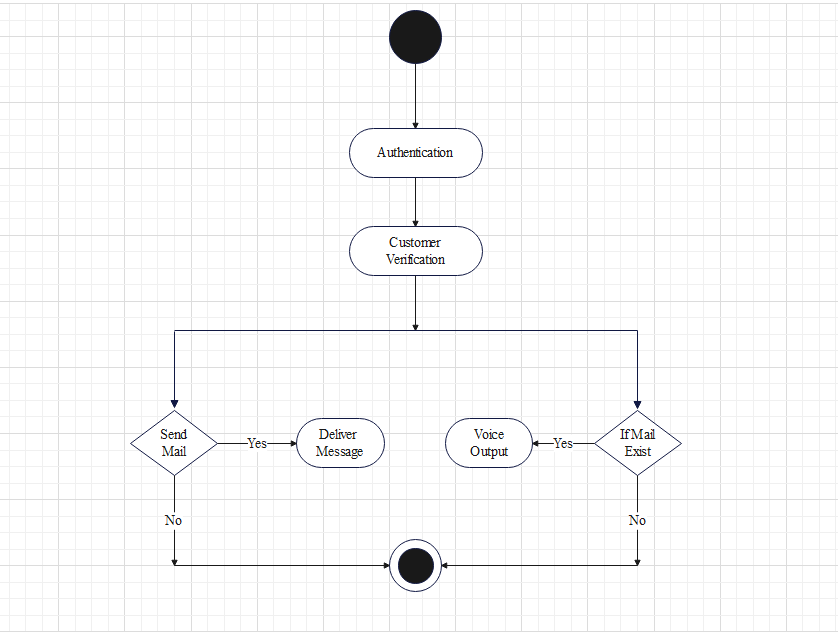 Authentication
Customer
Verification
Send
Mail
Yes
Deliver
Message
Voice
Output
Yes
If Mail
Exist
No
No